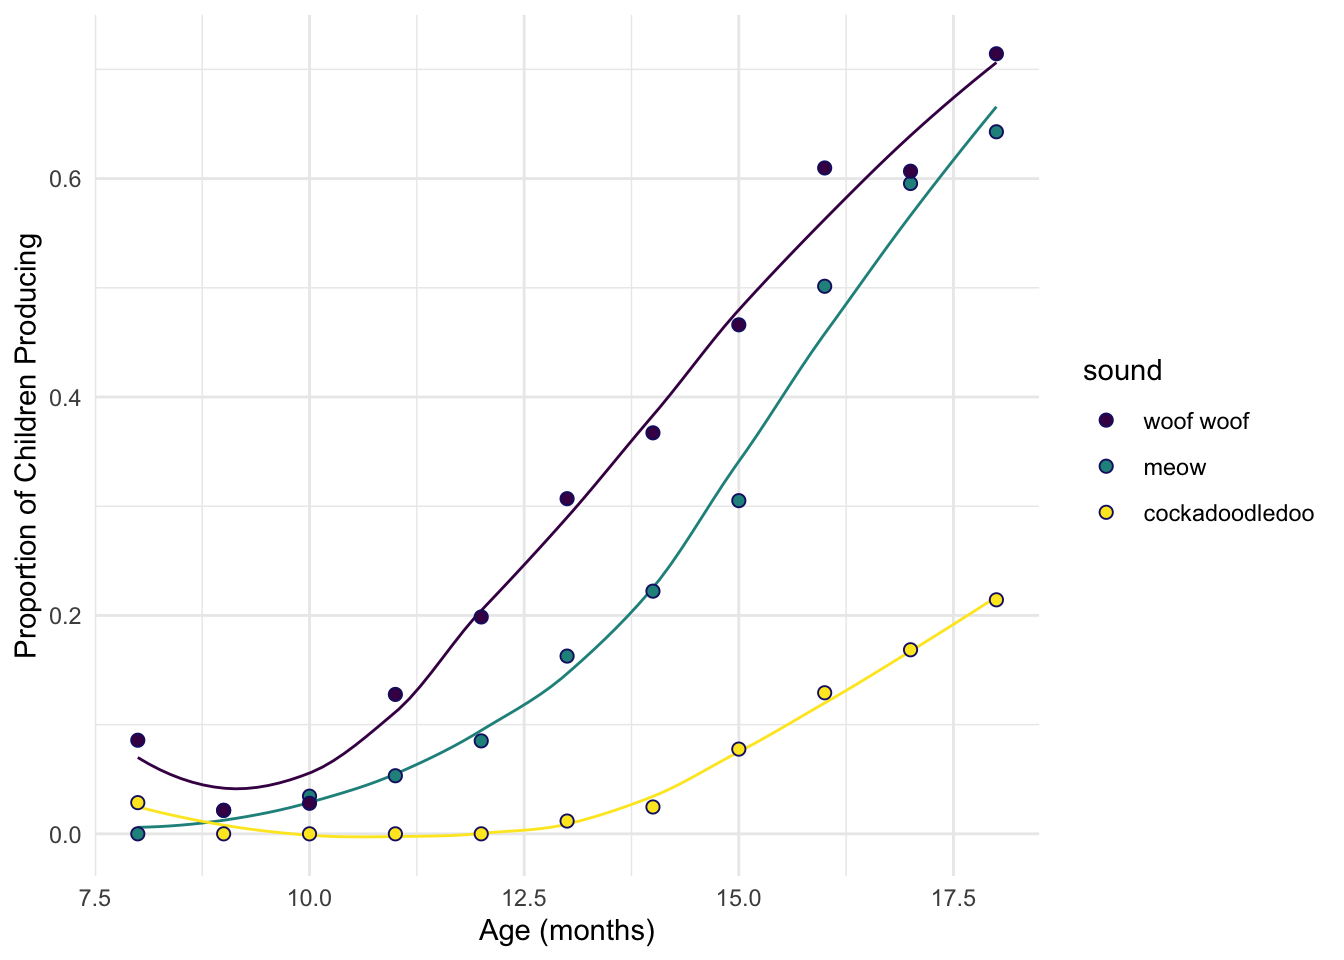 Proportion of Children Producing
0.6
0.4
0.2
0.0
7.5 10.0 12.5 15.0 17.5
Age (months)
sound
woof woof
meow
cockadoodledoo